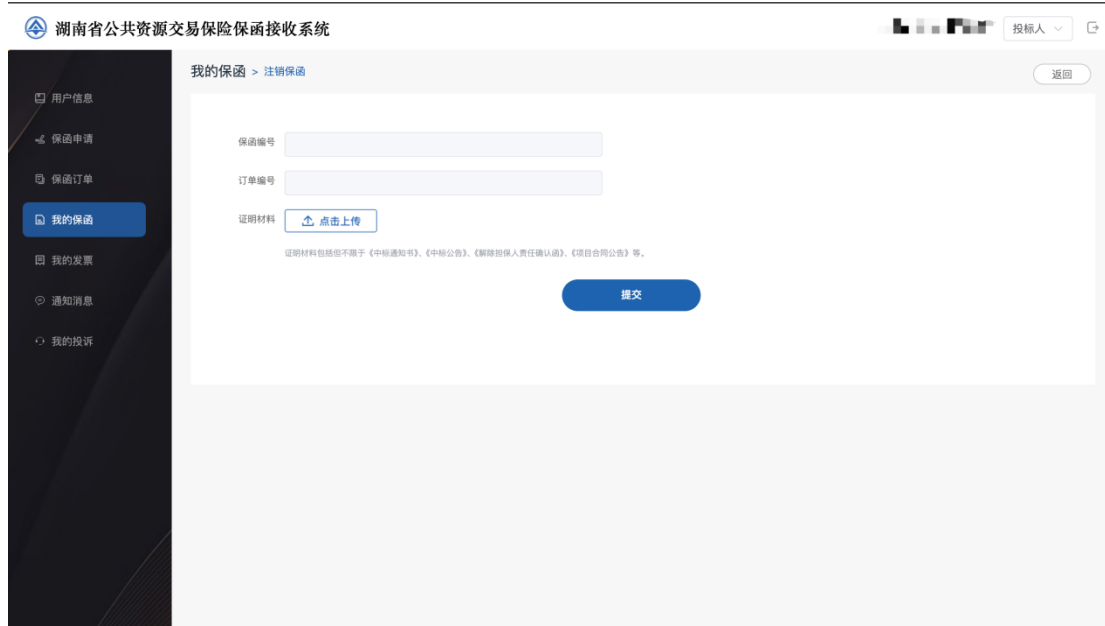 湖南省公共资源交易保险保函接收系统
投标人
我的保函 > 注销保函
返回
用户信息
保函申请
保函订单
我的保函
我的发票
通知消息
我的投诉
保函编号
订单编号
证明材料
点击上传
证明材料包括但不限于《中标通知书》、《中标公告》、《解除担保人责任确认函》、《项目合同公告》等。
提交